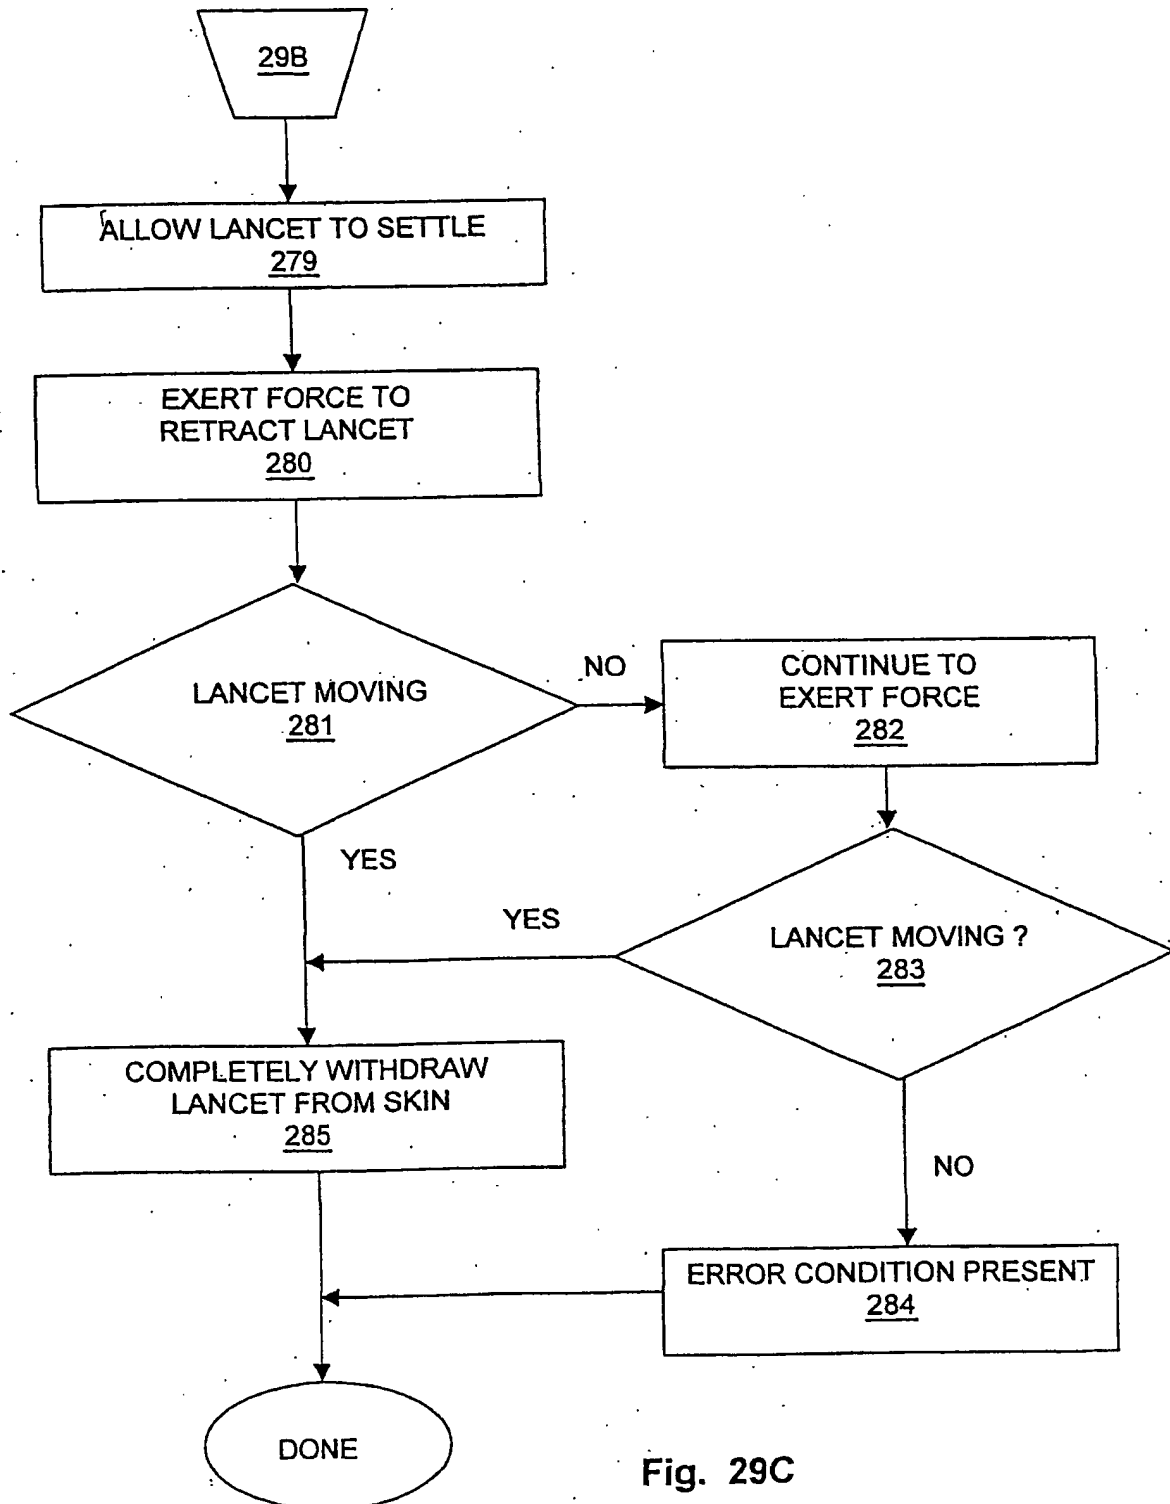 29B
ALLOW LANCET TO SETTLE
279
EXERT FORCE TO
RETRACT LANCET
280
LANCET MOVING
281
NO
CONTINUE TO
EXERT FORCE
282
YES
YES
LANCET MOVING ?
283
COMPLETELY WITHDRAW
LANCET FROM SKIN
285
NO
ERROR CONDITION PRESENT
284
DONE
Fig. 29C